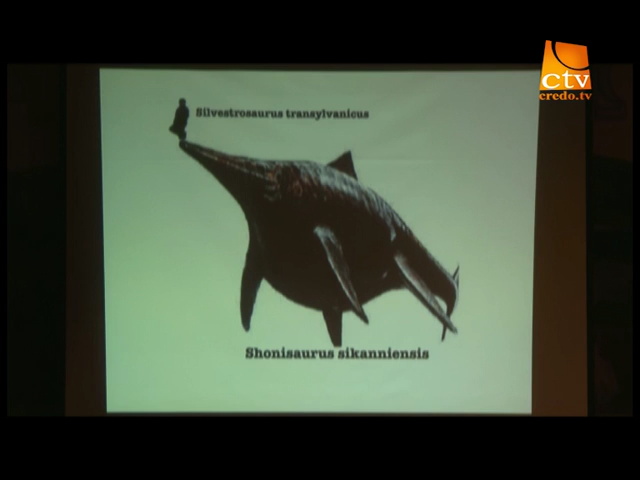 ctv
credo.tv
Silvestrosaurus transylvanicus
Shonisaurus sikanniensis